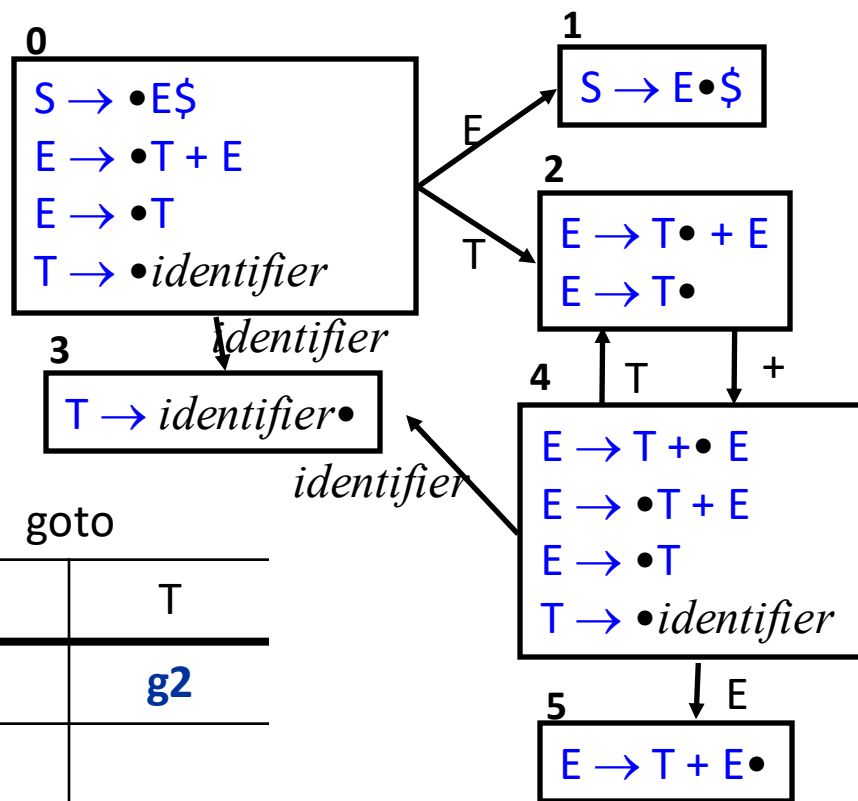 0
S → •E$
E → •T + E
E → •T
T → •identifier
E
T
1
S → E•$
2
E → T• + E
E → T•
identifier
3
T → identifier•
T
+
4
E → T +• E
E → •T + E
E → •T
T → •identifier
identifier
E
5
E → T + E•
goto
T
g2